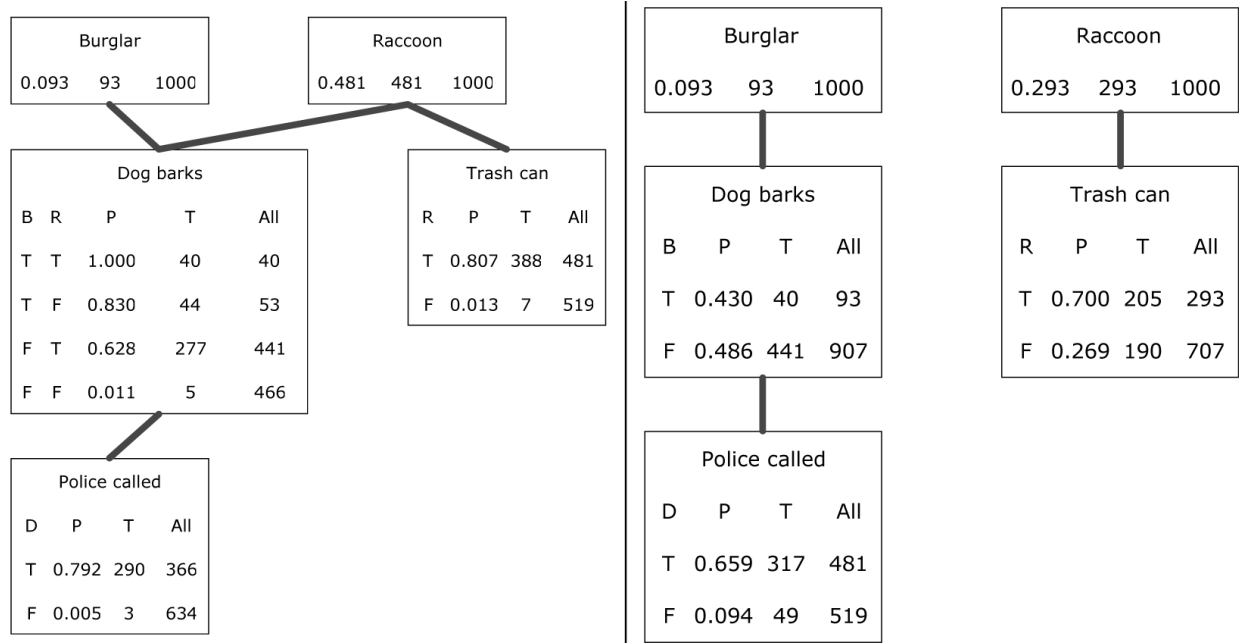 Burglar
0.093 93 1000
Raccoon
0.481 481 1000
Dog barks
B R P T All
T T 1.000 40 40
T F 0.830 44 53
F T 0.628 277 441
F F 0.011 5 466
Trash can
R P T All
T 0.807 388 481
F 0.013 7 519
Police called
D P T All
T 0.792 290 366
F 0.005 3 634
Burglar
0.093 93 1000
Raccoon
0.293 293 1000
Dog barks
B P T All
T 0.430 40 93
F 0.486 441 907
Trash can
R P T All
T 0.700 205 293
F 0.269 190 707
Police called
D P T All
T 0.659 317 481
F 0.094 49 519